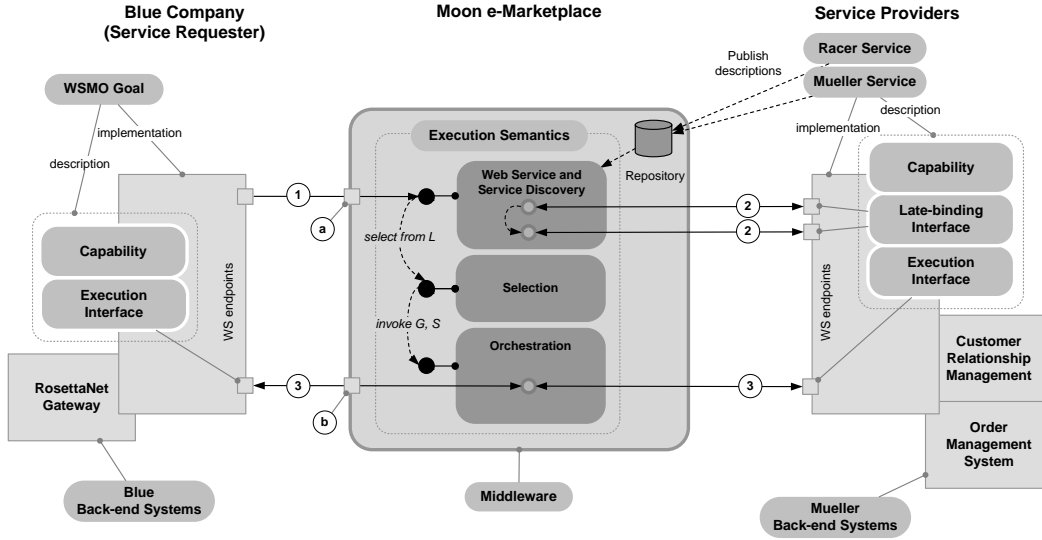 Blue Company
(Service Requester)
Moon e-Marketplace
Service Providers
Racer Service
Mueller Service
Publish
descriptions
WSMO Goal
implementation
description
Execution Semantics
Repository
implementation
description
Web Service and
Service Discovery
Capability
Late-binding
Interface
Execution
Interface
1
a
2
2
select from L
Capability
Execution
Interface
WS endpoints
Selection
WS endpoints
invoke G, S
Orchestration
3
b
3
RosettaNet
Gateway
Customer
Relationship
Management
Order
Management
System
Blue
Back-end Systems
Middleware
Mueller
Back-end Systems